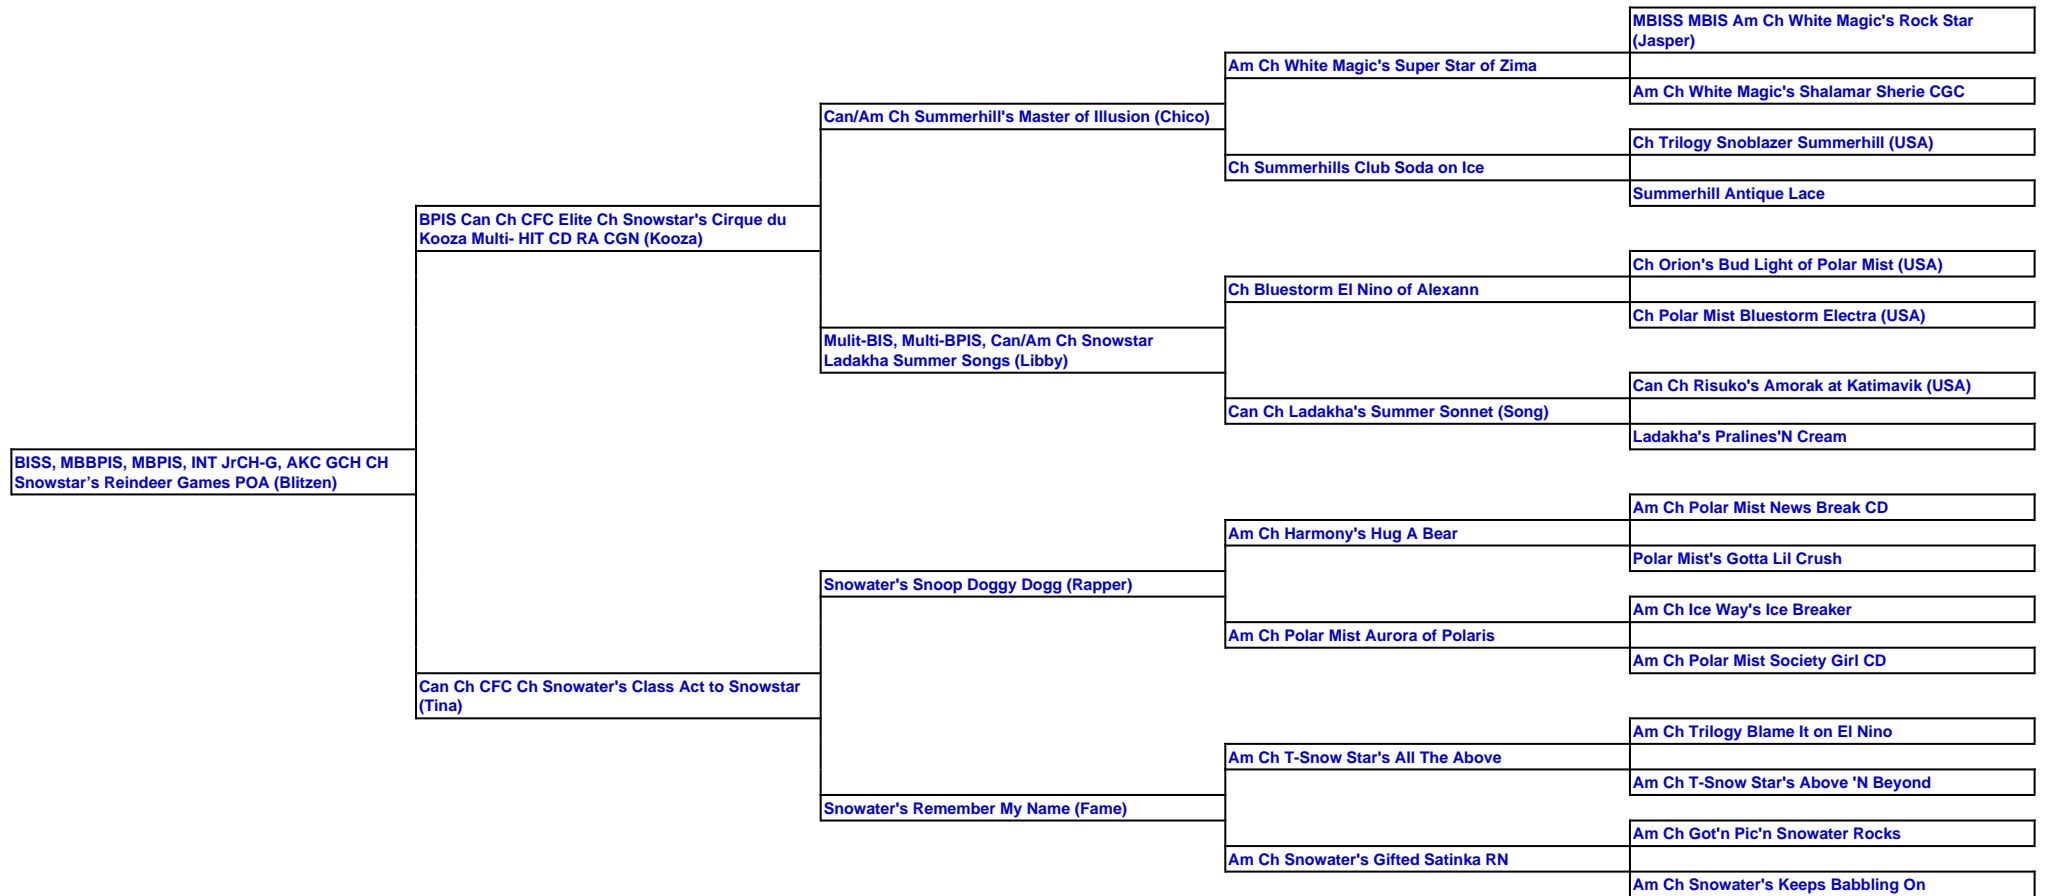 MBISS MBIS Am Ch White Magic's Rock Star
(Jasper)
Am Ch White Magic's Super Star of Zima
Am Ch White Magic's Shalamar Sherie CGC
Can/Am Ch Summerhill's Master of Illusion (Chico)
Ch Trilogy Snoblazer Summerhill (USA)
Ch Summerhills Club Soda on Ice
Summerhill Antique Lace
BPIS Can Ch CFC Elite Ch Snowstar's Cirque du
Kooza Multi- HIT CD RA CGN (Kooza)
Ch Orion's Bud Light of Polar Mist (USA)
Ch Bluestorm El Nino of Alexann
Ch Polar Mist Bluestorm Electra (USA)
Mulit-BIS, Multi-BPIS, Can/Am Ch Snowstar
Ladakha Summer Songs (Libby)
Can Ch Risuko's Amorak at Katimavik (USA)
Can Ch Ladakha's Summer Sonnet (Song)
Ladakha's Pralines'N Cream
BISS, MBBPIS, MBPIS, INT JrCH-G, AKC GCH CH
Snowstar’s Reindeer Games POA (Blitzen)
Am Ch Polar Mist News Break CD
Am Ch Harmony's Hug A Bear
Polar Mist's Gotta Lil Crush
Snowater's Snoop Doggy Dogg (Rapper)
Am Ch Ice Way's Ice Breaker
Am Ch Polar Mist Aurora of Polaris
Am Ch Polar Mist Society Girl CD
Can Ch CFC Ch Snowater's Class Act to Snowstar
(Tina)
Am Ch Trilogy Blame It on El Nino
Am Ch T-Snow Star's All The Above
Am Ch T-Snow Star's Above 'N Beyond
Snowater's Remember My Name (Fame)
Am Ch Got'n Pic'n Snowater Rocks
Am Ch Snowater's Gifted Satinka RN
Am Ch Snowater's Keeps Babbling On